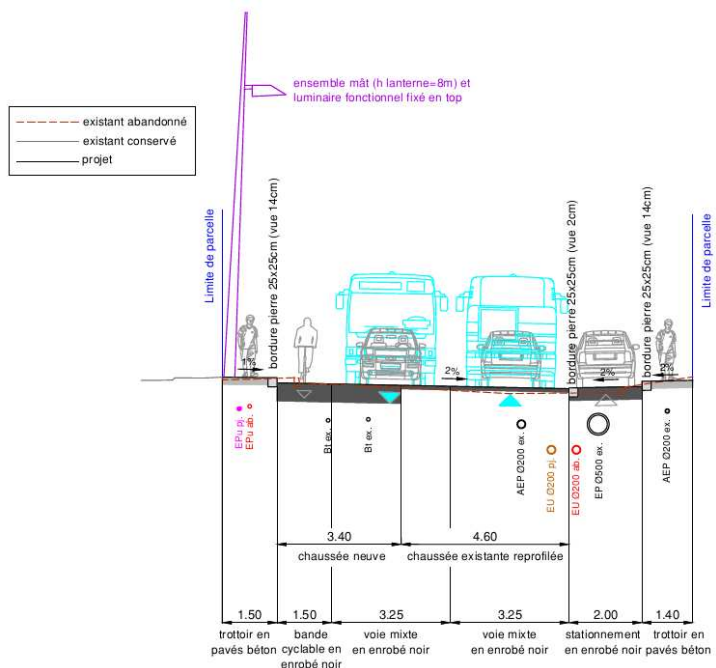 ensemble mât (h lanterne=8m) et
luminaire fonctionnel fixé en top
existant abandonné
existant conservé
projet
Limite de parcelle
bordure pierre 25x25cm (vue 14cm)
bordure pierre 25x25cm (vue 2cm)
bordure pierre 25x25cm (vue 14cm)
Limite de parcelle
1%
2%
2%
2%
EPu pj.
EPu ab.
Bt ex.
Bt ex.
AEP Ø200 ex.
EU Ø200 pj.
EU Ø200 ab.
EP Ø500 ex.
AEP Ø200 ex.
3.40
4.60
chaussée neuve
chaussée existante reprofilée
1.50
1.50
3.25
3.25
2.00
1.40
trottoir en
pavés béton
bande
cyclable en
enrobé noir
voie mixte
en enrobé noir
voie mixte
en enrobé noir
stationnement
en enrobé noir
trottoir en
pavés béton